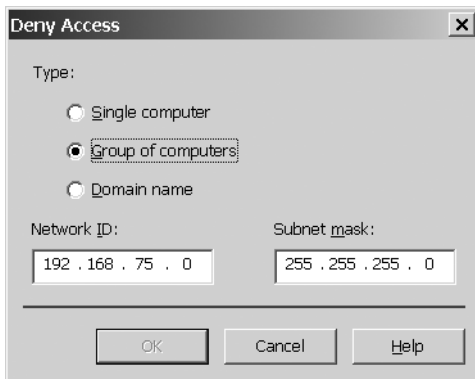 Deny Access
Type:
Single computer
Group of computers
Domain name
Network ID: Subnet mask:
192 . 168 . 75 . 0 255 . 255 . 255 . 0
OK Cancel Help